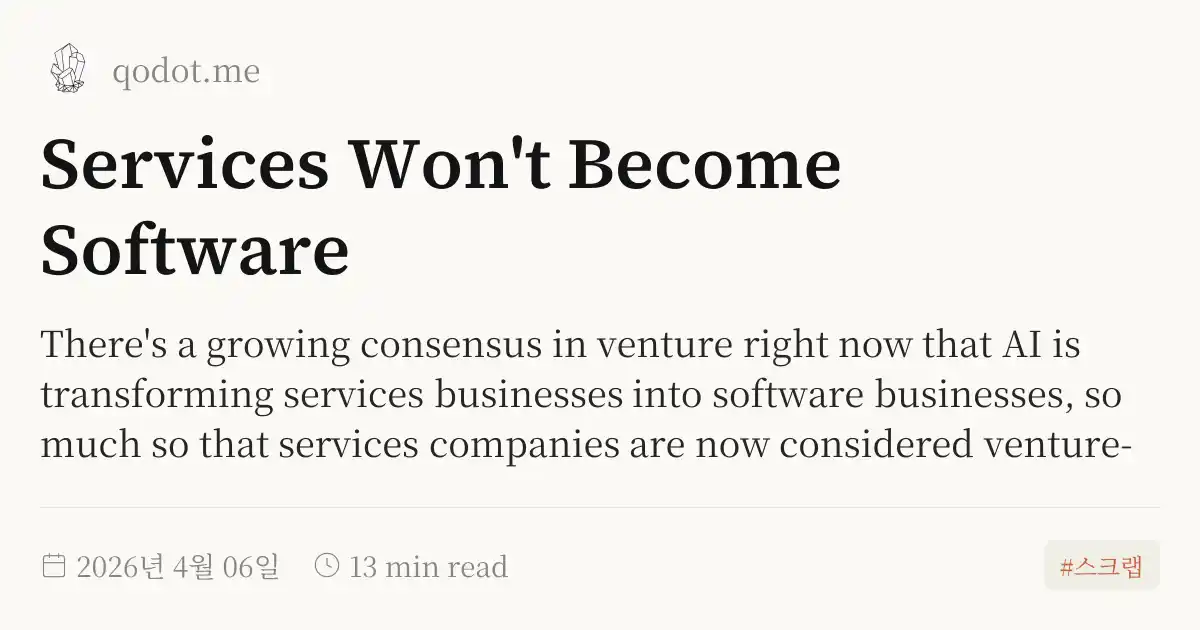 qodot.me
Services Won't Become
Software
There's a growing consensus in venture right now that AI is
transforming services businesses into software businesses, so
much so that services companies are now considered venture-
2026년 4월 06일 13 min read
#스크랩